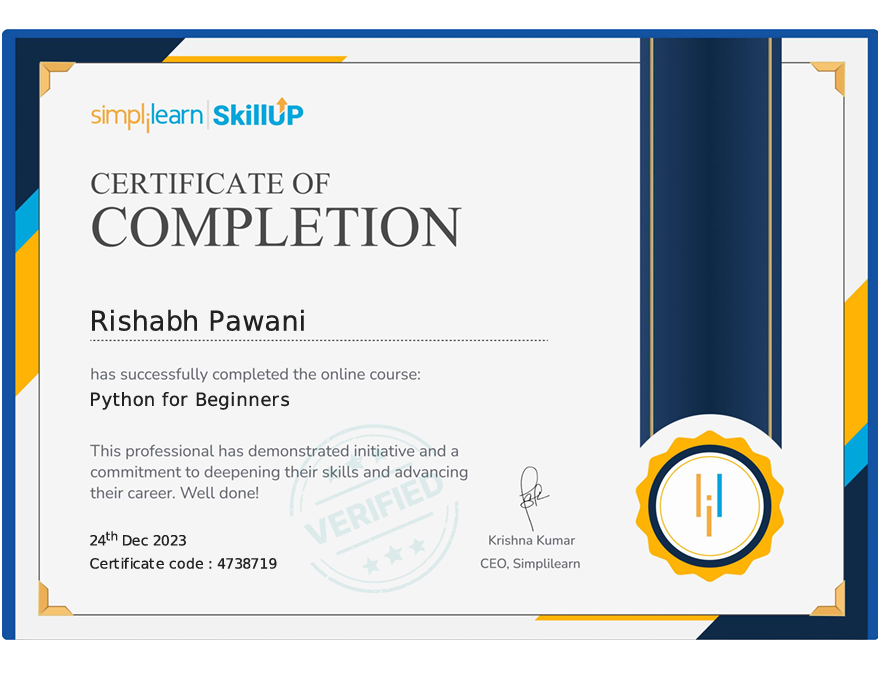 simplilearn | SkillUP
CERTIFICATE OF
COMPLETION
Rishabh Pawani
has successfully completed the online course:
Python for Beginners
This professional has demonstrated initiative and a
commitment to deepening their skills and advancing
their career. Well done!
VERIFIED
24th Dec 2023
Certificate code : 4738719
Krishna Kumar
CEO, Simplilearn